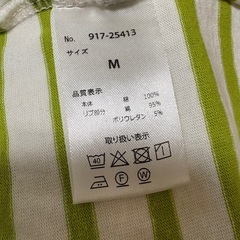 No. 917-25413
サイズ
M
品質表示
本体 綿 100%
リブ部分 綿 95%
ポリウレタン 5%
取り扱い表示
40
F W